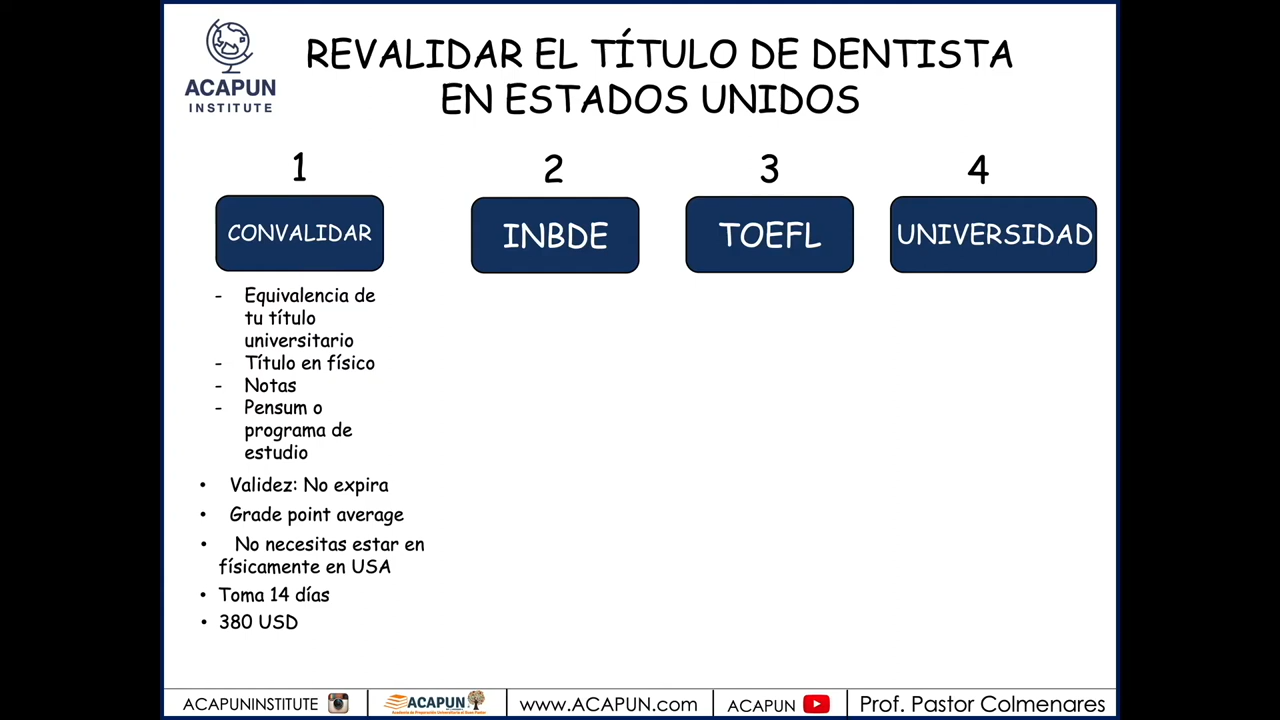 ACAPUN
INSTITUTE
REVALIDAR EL TÍTULO DE DENTISTA
EN ESTADOS UNIDOS
1
2
3
4
CONVALIDAR
INBDE
TOEFL
UNIVERSIDAD
- Equivalencia de
tu título
universitario
- Título en físico
- Notas
- Pensum o
programa de
estudio
• Validez: No expira
• Grade point average
• No necesitas estar en
físicamente en USA
• Toma 14 días
• 380 USD
ACAPUNINSTITUTE
ACAPUN
www.ACAPUN.com
ACAPUN
Prof. Pastor Colmenares